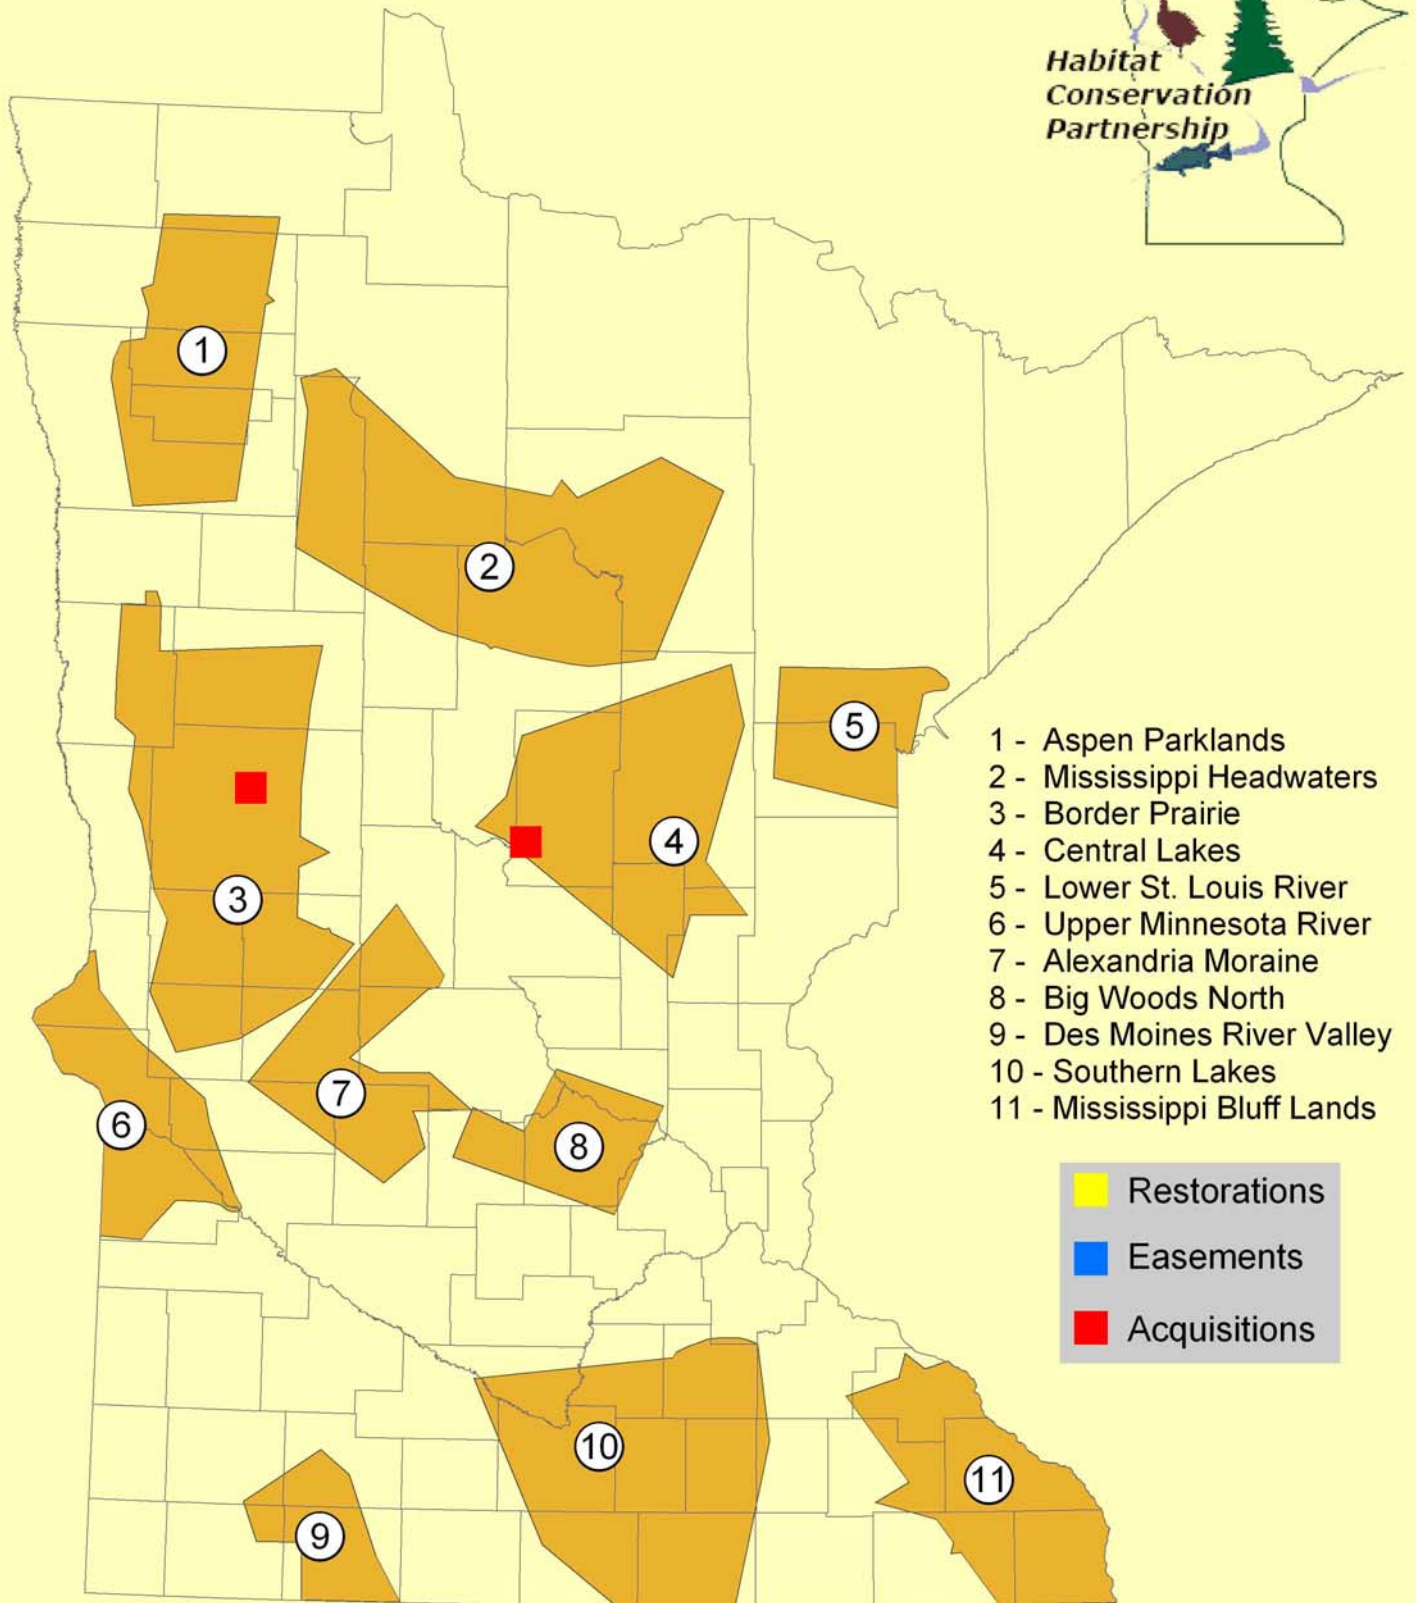 Habitat
Conservation
Partnership
1
2
3
4
5
6
7
8
9
10
11
1 - Aspen Parklands
2 - Mississippi Headwaters
3 - Border Prairie
4 - Central Lakes
5 - Lower St. Louis River
6 - Upper Minnesota River
7 - Alexandria Moraine
8 - Big Woods North
9 - Des Moines River Valley
10 - Southern Lakes
11 - Mississippi Bluff Lands
Restorations
Easements
Acquisitions